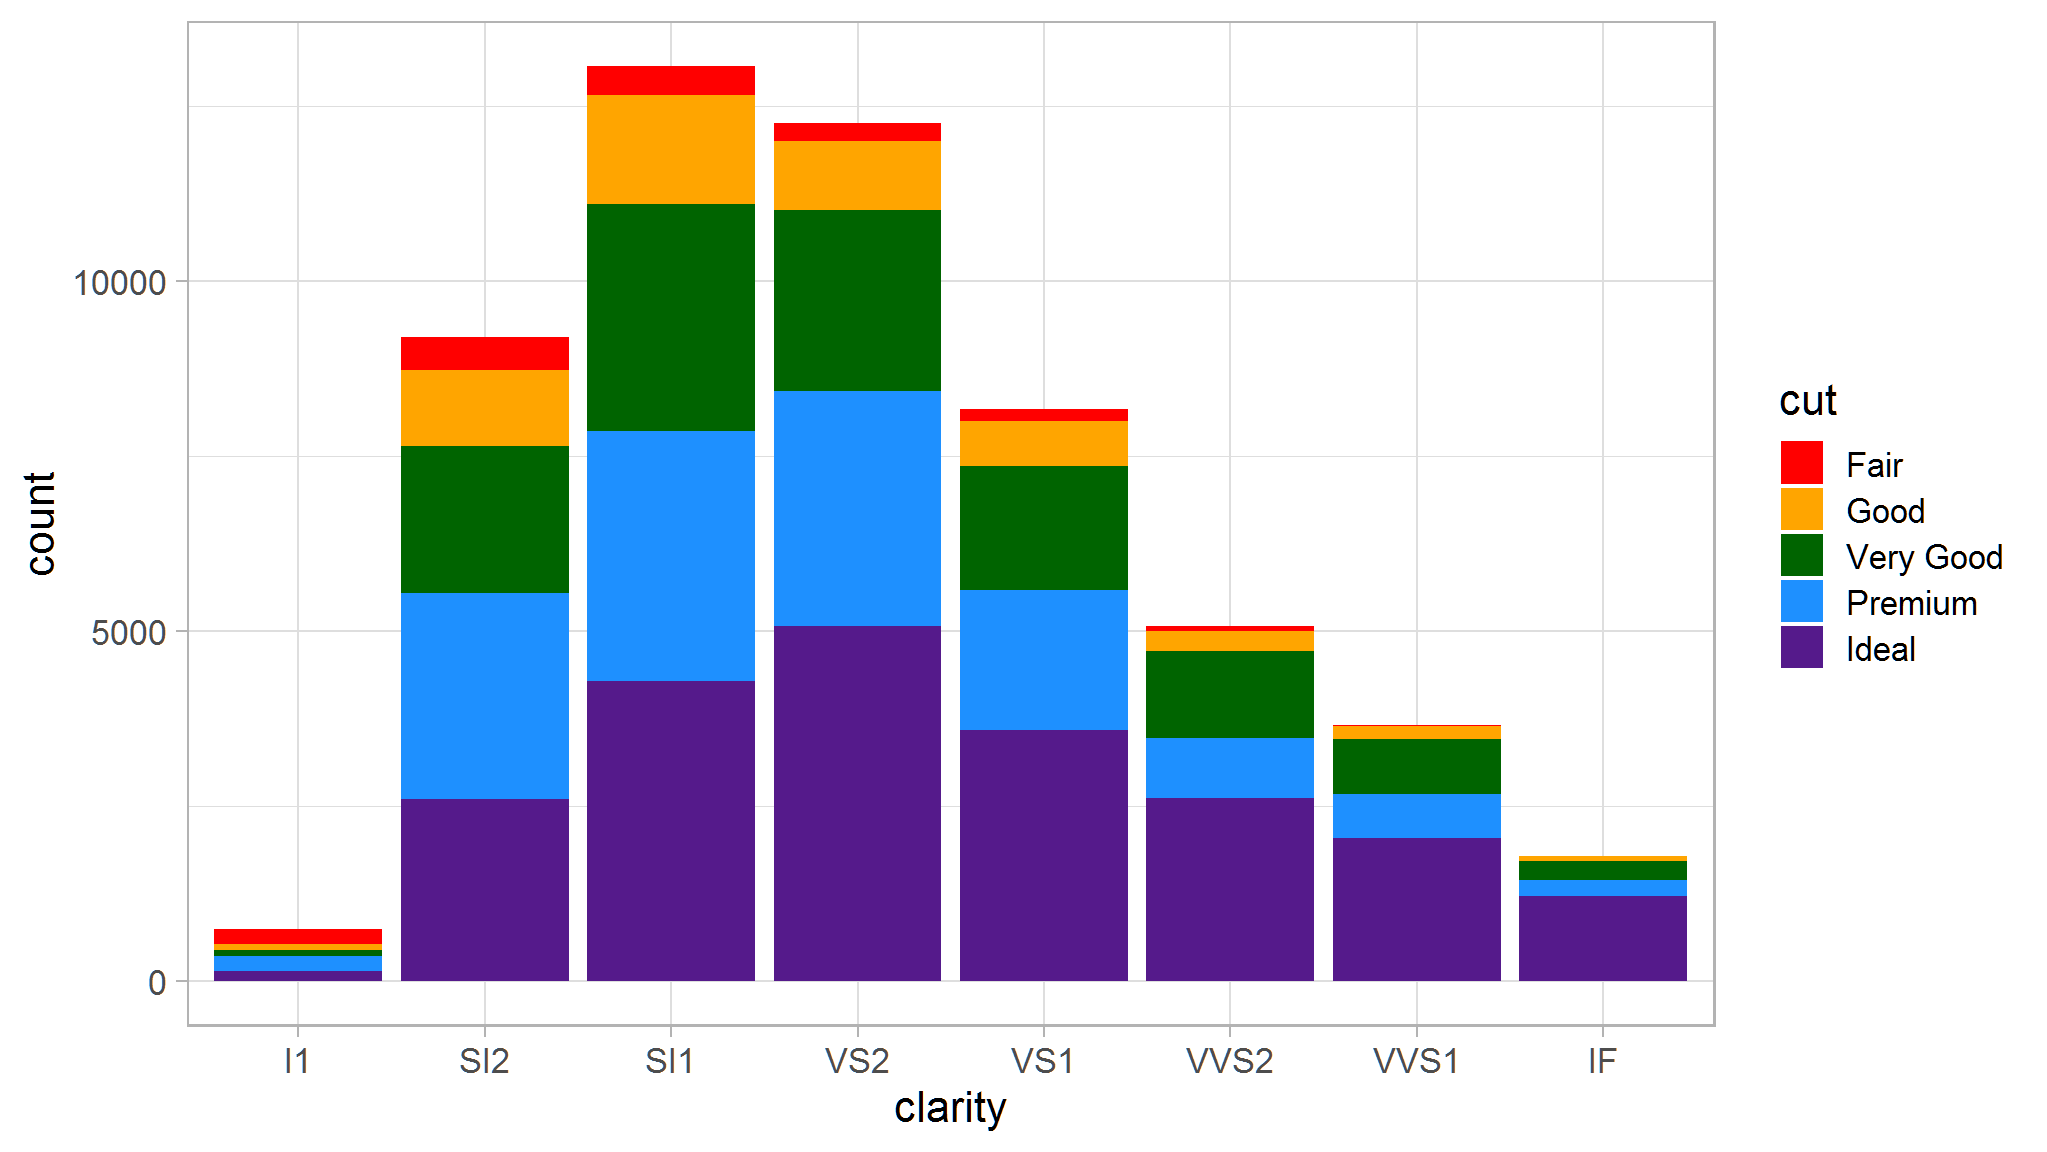 count
10000
5000
0
I1 SI2 SI1 VS2 VS1 VVS2 VVS1 IF
clarity
cut
Fair
Good
Very Good
Premium
Ideal